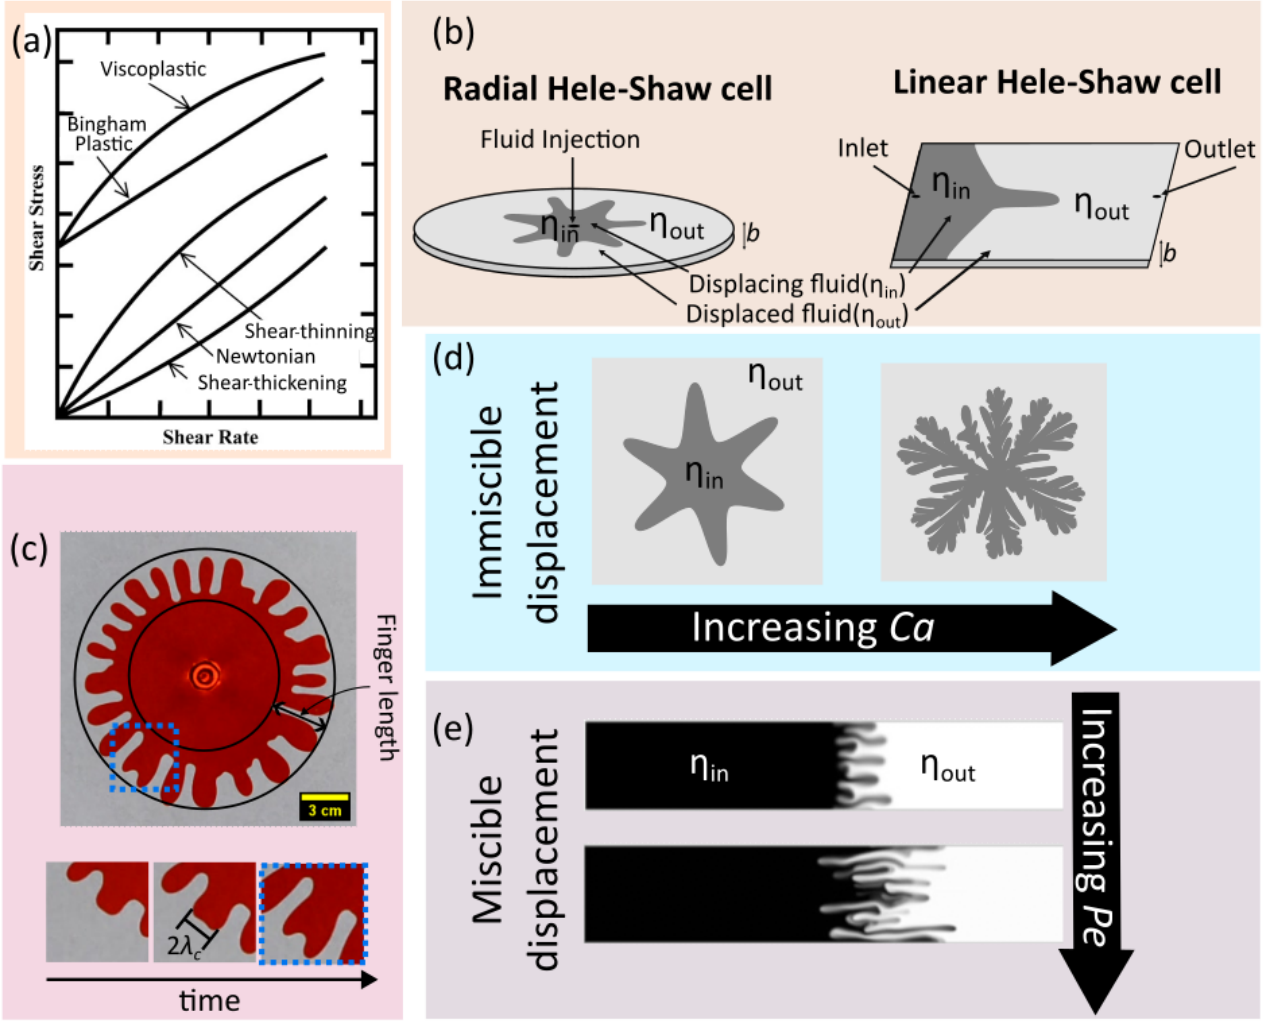 (a)
Viscoplastic
Bingham
Plastic
Shear Stress
Shear-thinning
Newtonian
Shear-thickening
Shear Rate
(b)
Radial Hele-Shaw cell
Fluid Injection
ηin
ηout
b
Linear Hele-Shaw cell
Inlet
Outlet
ηin
ηout
b
Displacing fluid(ηin)
Displaced fluid(ηout)
(c)
Finger length
3 cm
2λc
time
(d)
Immiscible
displacement
ηout
ηin
Increasing Ca
(e)
Miscible
displacement
ηin
ηout
Increasing Pe